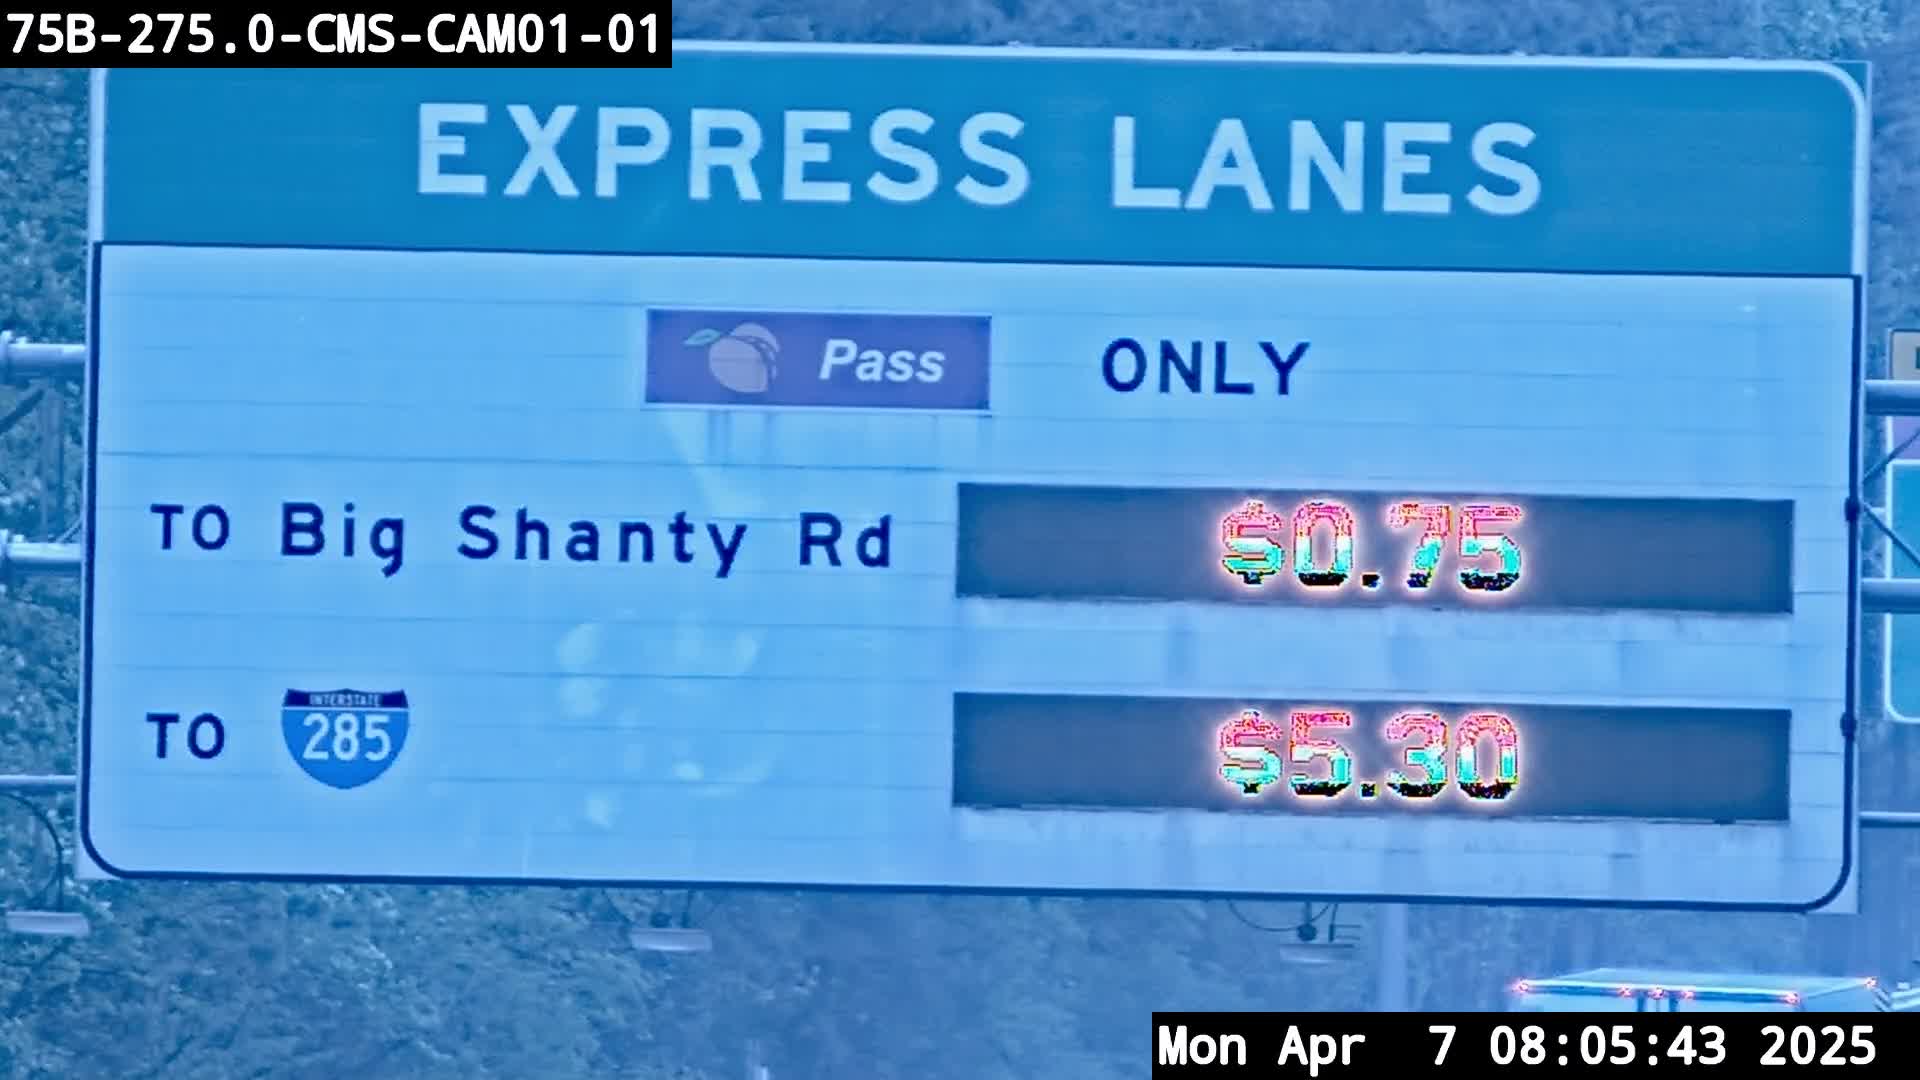 75B-275.0-CMS-CAM01-01
EXPRESS LANES
Pass ONLY
TO Big Shanty Rd $0.75
TO INTERSTATE 285 $5.30
Mon Apr 7 08:05:43 2025